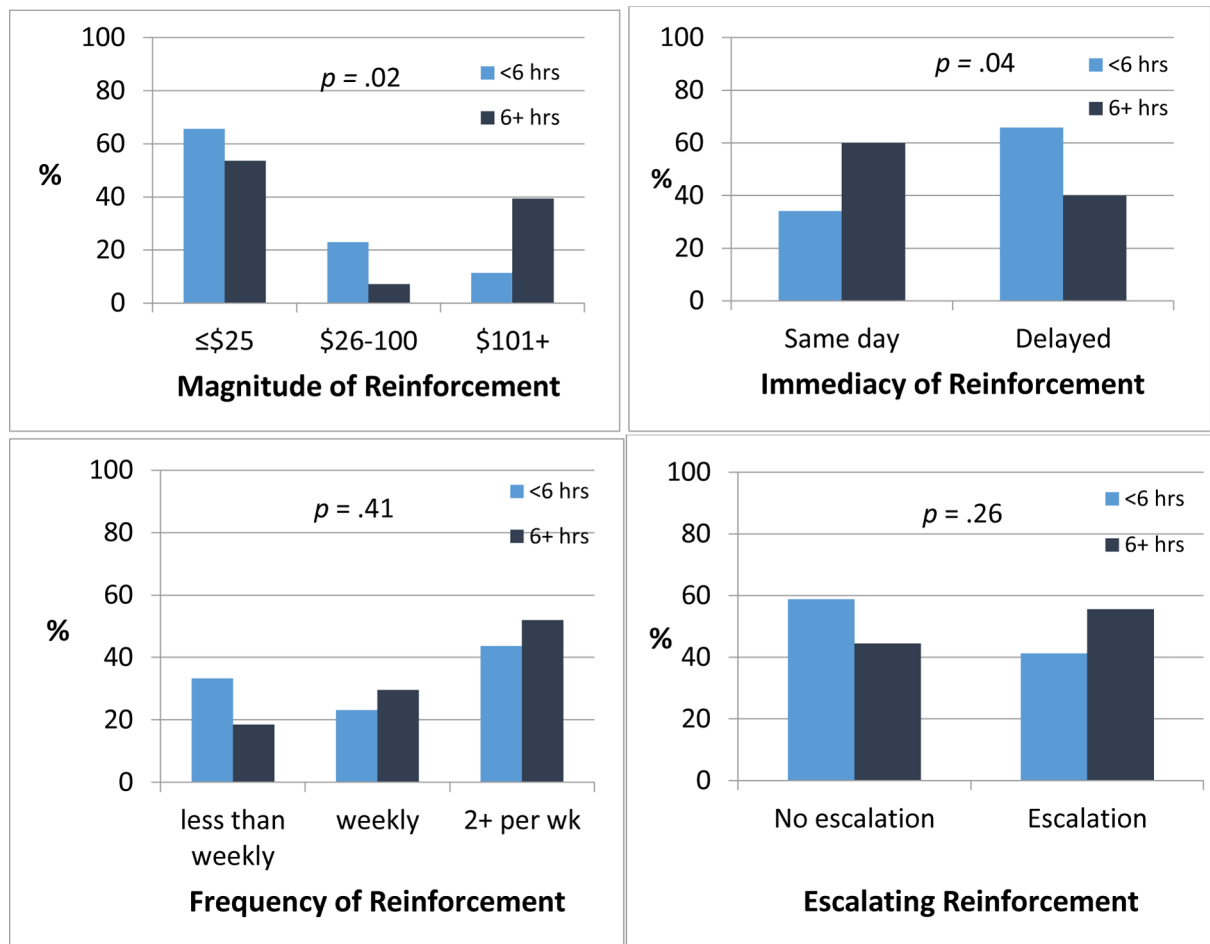 100
80
60
40
20
0
%
p = .02
<6 hrs
6+ hrs
≤$25 $26-100 $101+
Magnitude of Reinforcement
100
80
60
40
20
0
%
p = .04
<6 hrs
6+ hrs
Same day Delayed
Immediacy of Reinforcement
100
80
60
40
20
0
%
p = .41
<6 hrs
6+ hrs
less than weekly 2+ per wk
weekly
Frequency of Reinforcement
100
80
60
40
20
0
%
p = .26
<6 hrs
6+ hrs
No escalation Escalation
Escalating Reinforcement